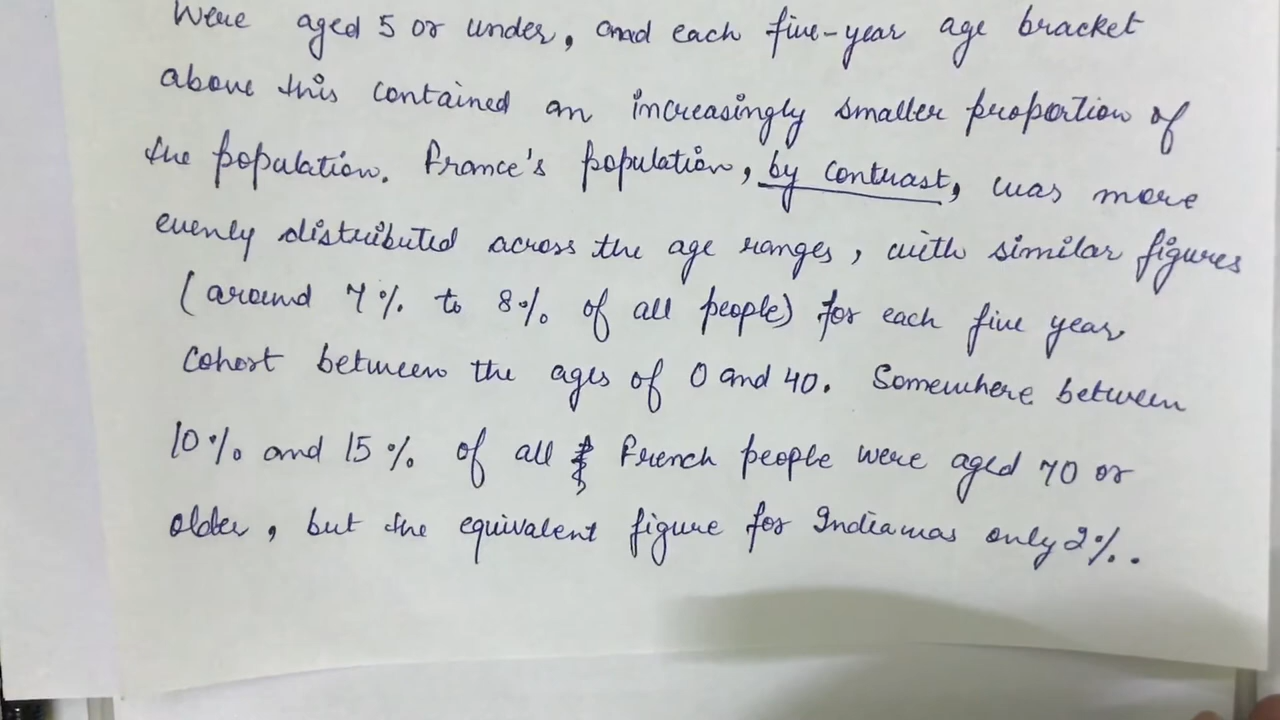 Were aged 5 or under, and each five-year age bracket
above this contained an increasingly smaller proportion of
the population. France's population, by contrast, was more
evenly distributed across the age ranges, with similar figures
(around 7% to 8% of all people) for each five year
Cohort between the ages of 0 and 40. Somewhere between
10% and 15% of all French people were aged 70 or
older, but the equivalent figure for India was only 2%.